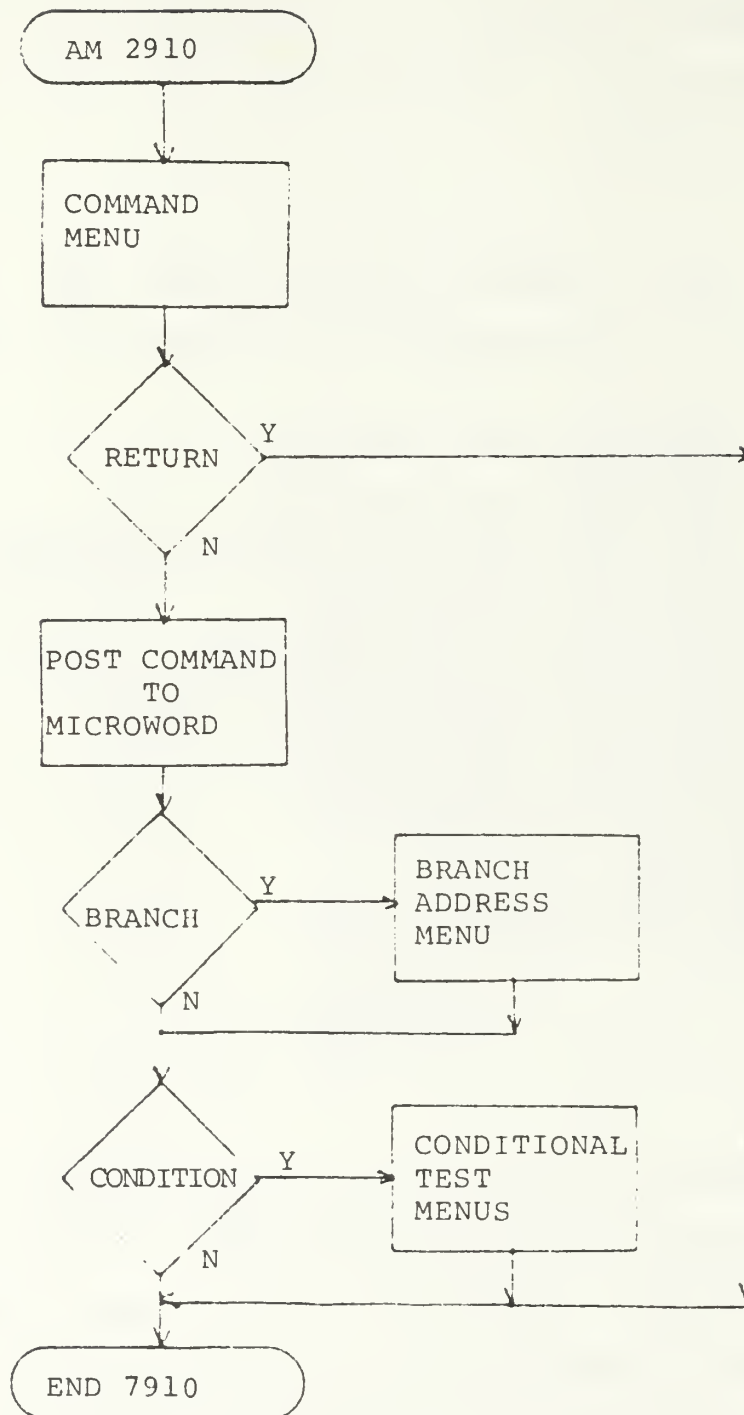 AM 2910
COMMAND
MENU
RETURN
Y
N
POST COMMAND
TO
MICROWORD
BRANCH
Y
N
BRANCH
ADDRESS
MENU
CONDITION
Y
N
CONDITIONAL
TEST
MENUS
END 7910